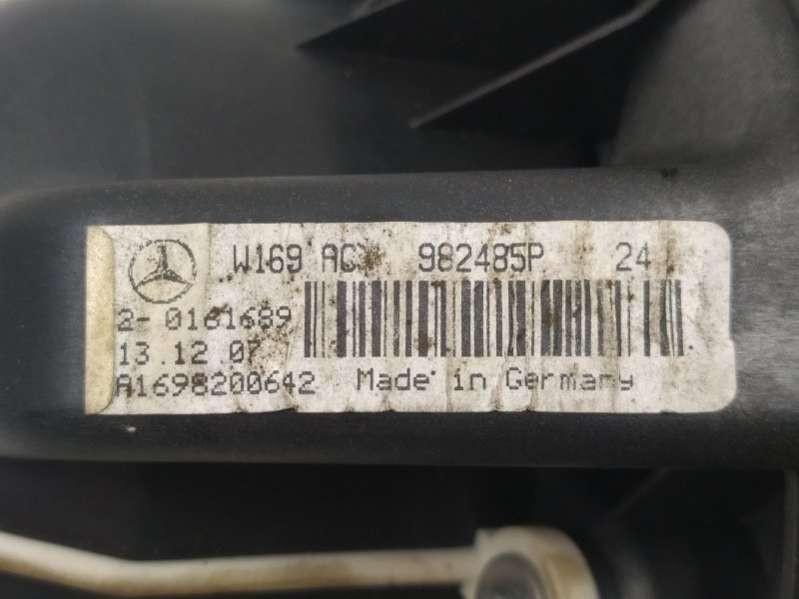 W169 AC 982485P 24
2-0161689
13.12.07
A1698200642 Made in Germany